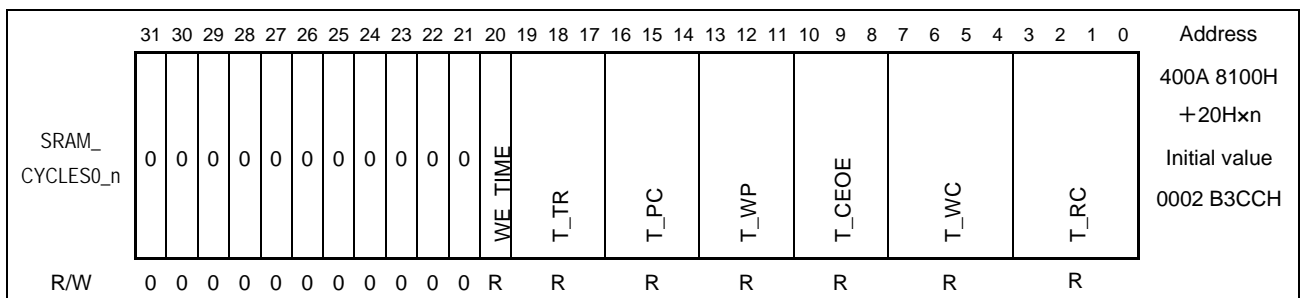 31 30 29 28 27 26 25 24 23 22 21 20 19 18 17 16 15 14 13 12 11 10 9 8 7 6 5 4 3 2 1 0 Address
400A 8100H
＋20H×n
Initial value
0002 B3CCH
SRAM_
CYCLES0_n
0 0 0 0 0 0 0 0 0 0 0 WE_TIME T_TR T_PC T_WP T_CEOE T_WC T_RC
R/W 0 0 0 0 0 0 0 0 0 0 0 R R R R R R R